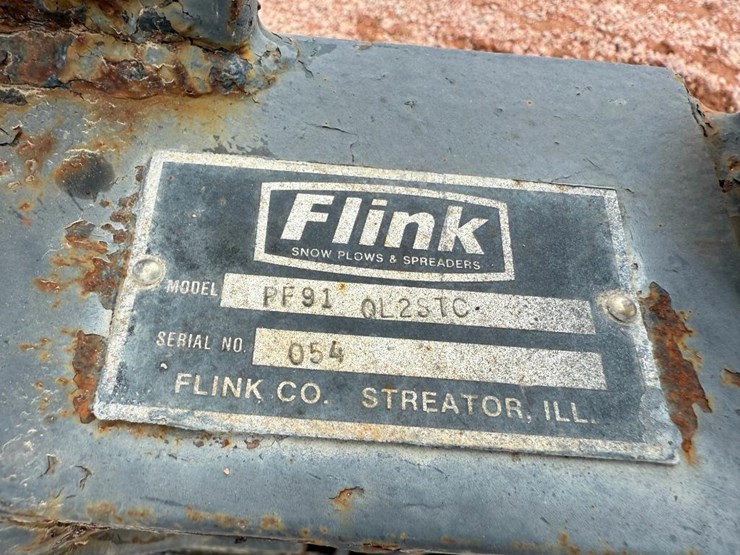 Flink
SNOW PLOWS & SPREADERS
MODEL PF91 QL2STC
SERIAL NO. 054
FLINK CO. STREATOR, ILL.